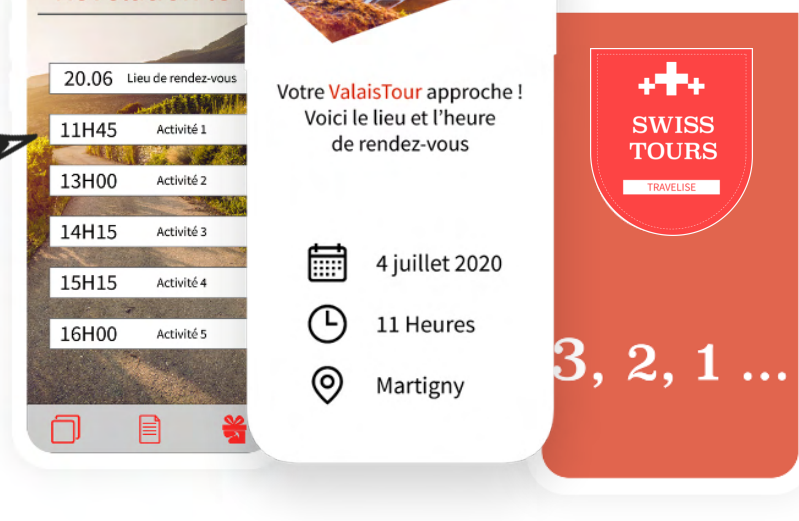 20.06 Lieu de rendez-vous
11H45 Activité 1
13H00 Activité 2
14H15 Activité 3
15H15 Activité 4
16H00 Activité 5
Votre ValaisTour approche !
Voici le lieu et l'heure
de rendez-vous
4 juillet 2020
11 Heures
Martigny
SWISS
TOURS
TRAVELISE
3, 2, 1 ...